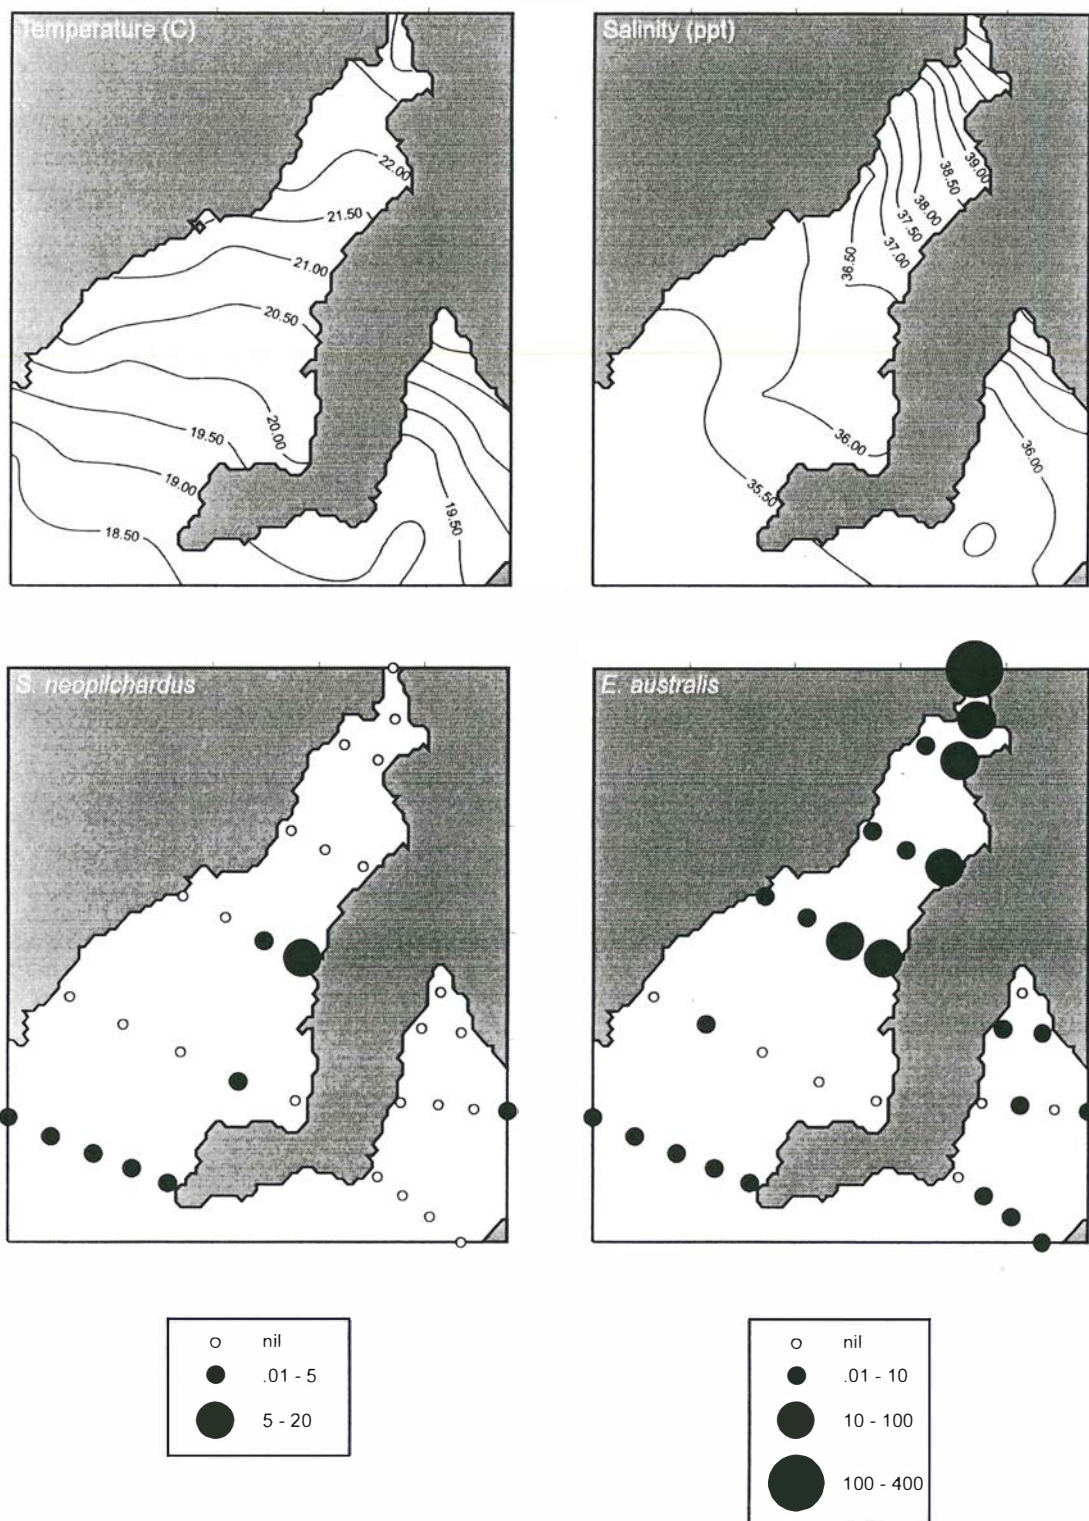 Temperature (C)
22.00
21.50
21.00
20.50
20.00
19.50
19.00
18.50
19.50
Salinity (ppt)
39.00
38.50
38.00
37.50
37.00
36.50
36.00
35.50
36.00
S. neopilchardus
E. australis
nil
.01 - 5
5 - 20
nil
.01 - 10
10 - 100
100 - 400